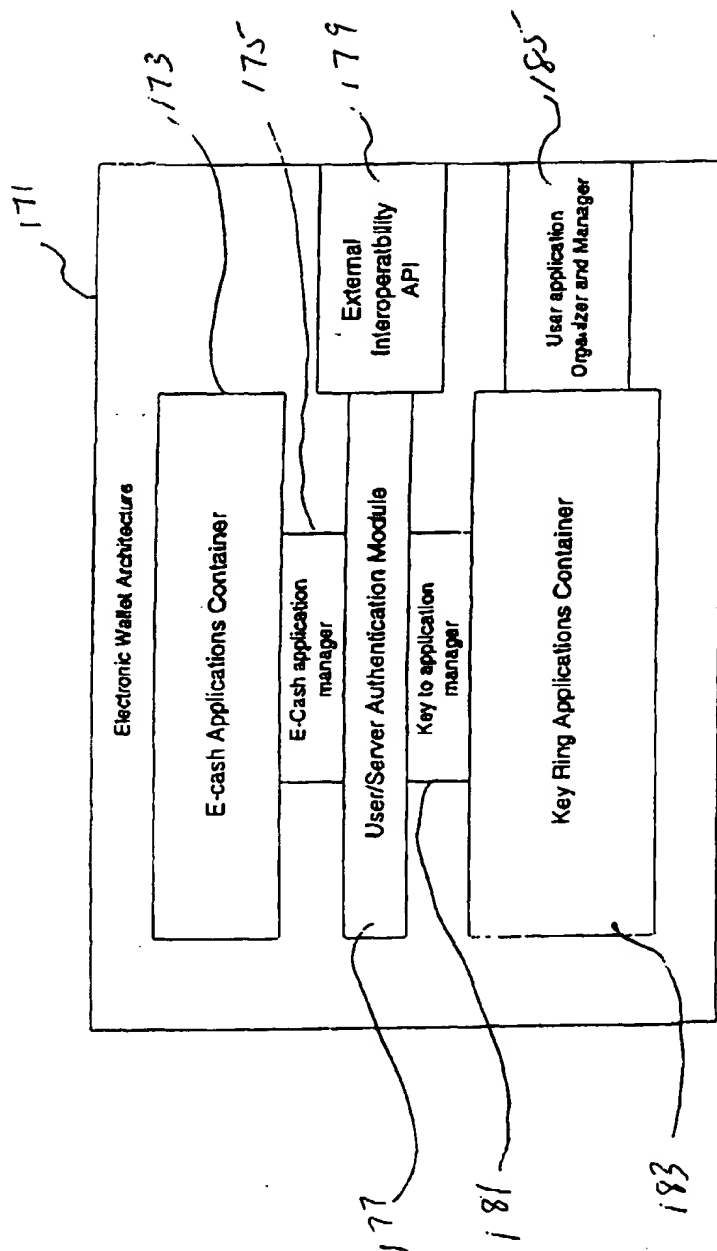 171
Electronic Wallet Architecture
173
E-cash Applications Container
175
E-Cash application
manager
179
External
Interoperatbility
API
177
User/Server Authentication Module
181
Key to application
manager
183
Key Ring Applications Container
185
User application
Organizer and Manager